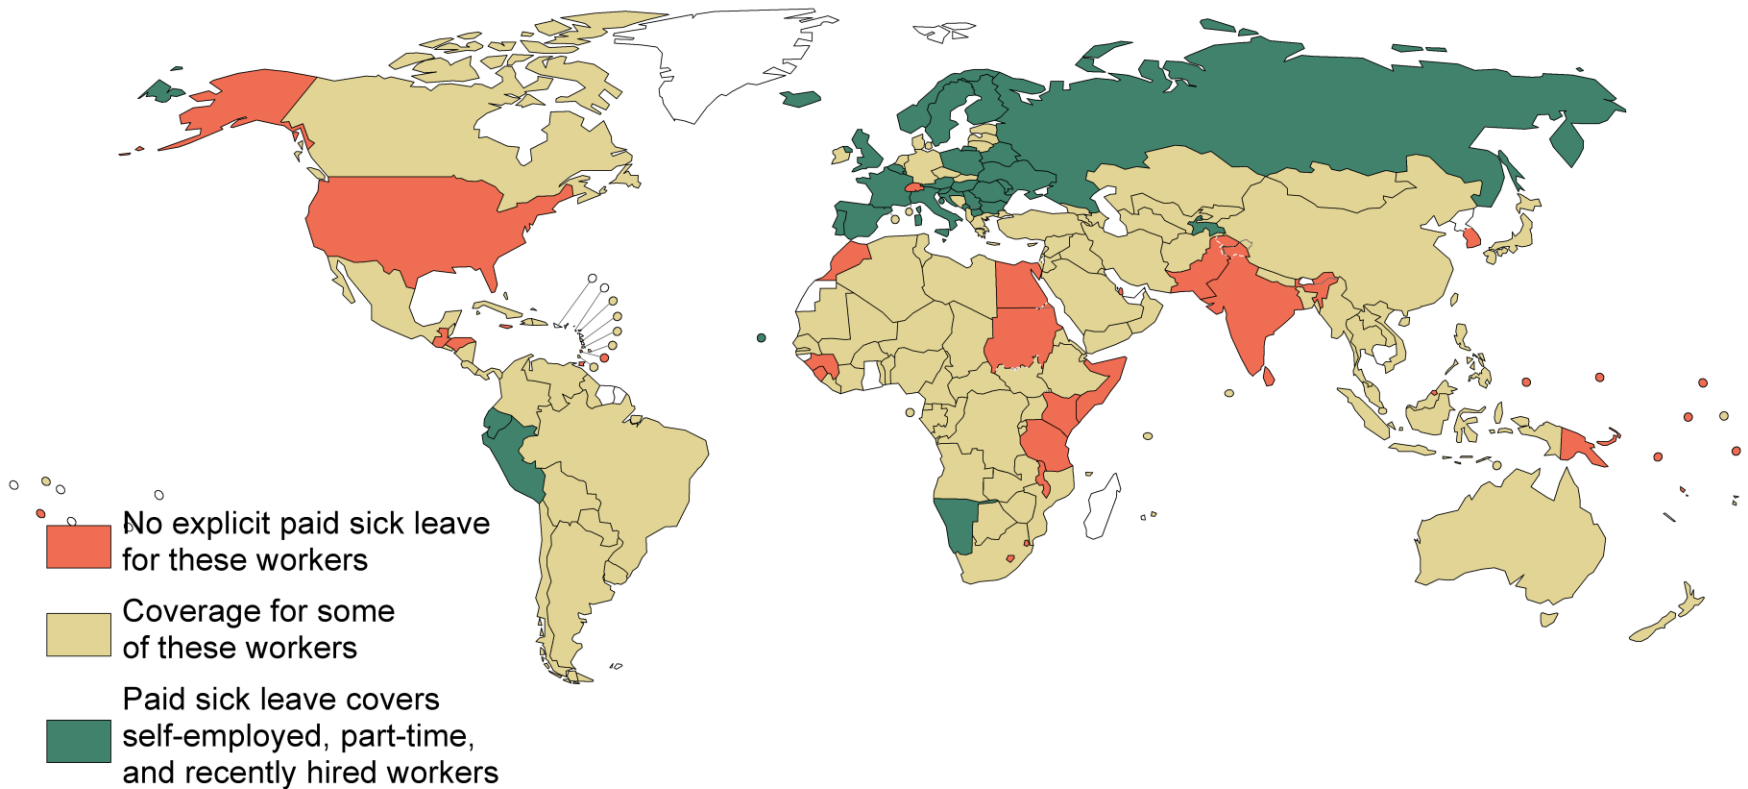 No explicit paid sick leave
for these workers
Coverage for some
of these workers
Paid sick leave covers
self-employed, part-time,
and recently hired workers